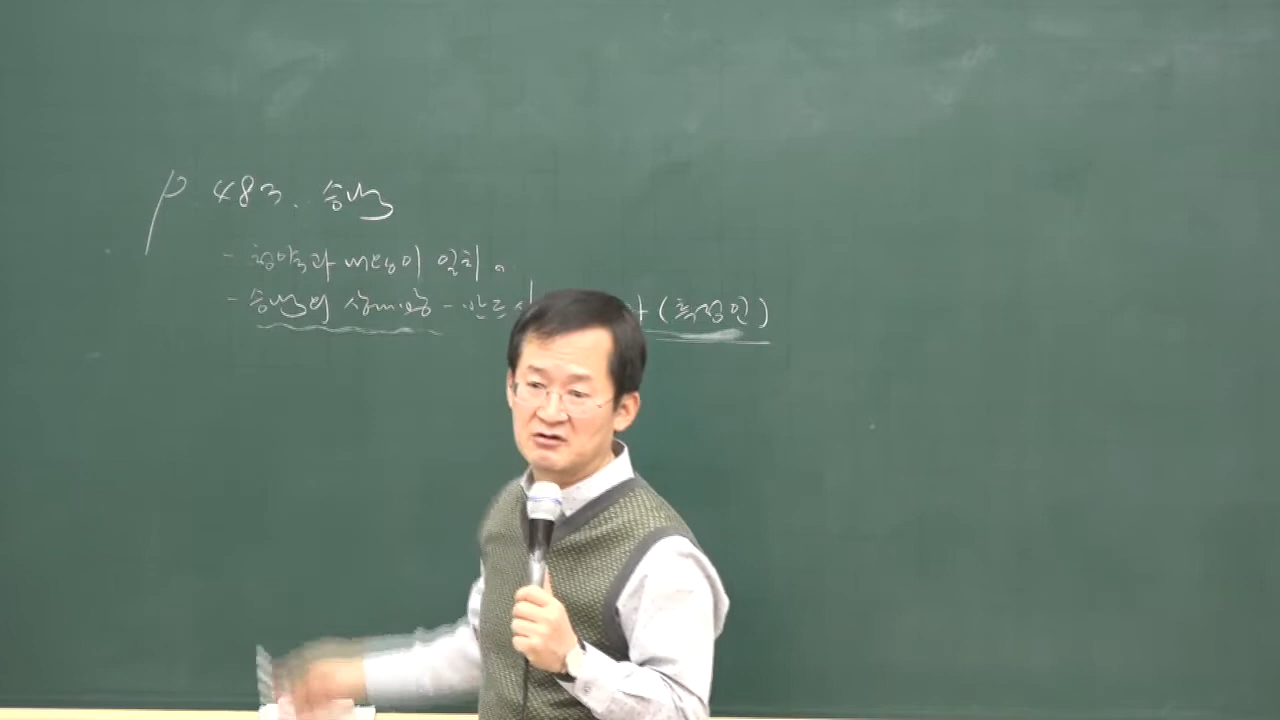 P 483. 승낙
- 청약과 내용이 일치.
- 승낙의 상대방 - 반드시 (특정인)